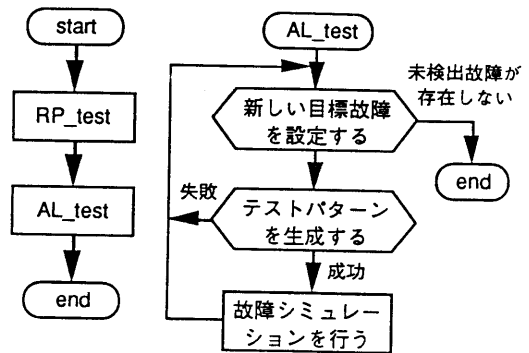 start
RP_test
AL_test
end
AL_test
新しい目標故障
を設定する
未検出故障が
存在しない
end
テストパターン
を生成する
失敗
成功
故障シミュレー
ションを行う